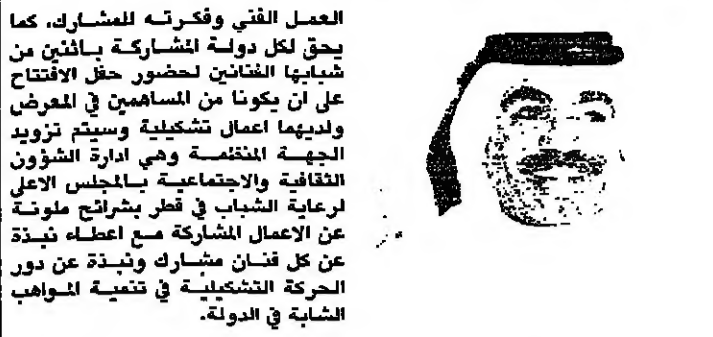 العمل الفني وفكرته للمشارك، كما
يحق لكل دولة المشاركة باثنين من
شبابها الفنانين لحضور حفل الافتتاح
على ان يكونا من المساهمين في المعرض
ولديهما اعمال تشكيلية وسيتم تزويد
الجهة المنظمة وهي ادارة الشؤون
الثقافية والاجتماعية بالمجلس الاعلى
لرعاية الشباب في قطر بشرائح ملونة
عن الاعمال المشاركة مع اعطاء نبذة
عن كل فنان مشارك ونبذة عن دور
الحركة التشكيلية في تنمية المواهب
الشابة في الدولة.